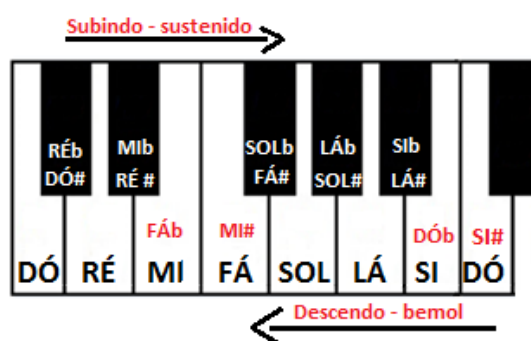 Subindo - sustenido
RÉb MIb SOLb LÁb SIb
DÓ# RÉ # FÁ# SOL# LÁ#
FÁb MI# DÓb SI#
DÓ RÉ MI FÁ SOL LÁ SI DÓ
Descendo - bemol